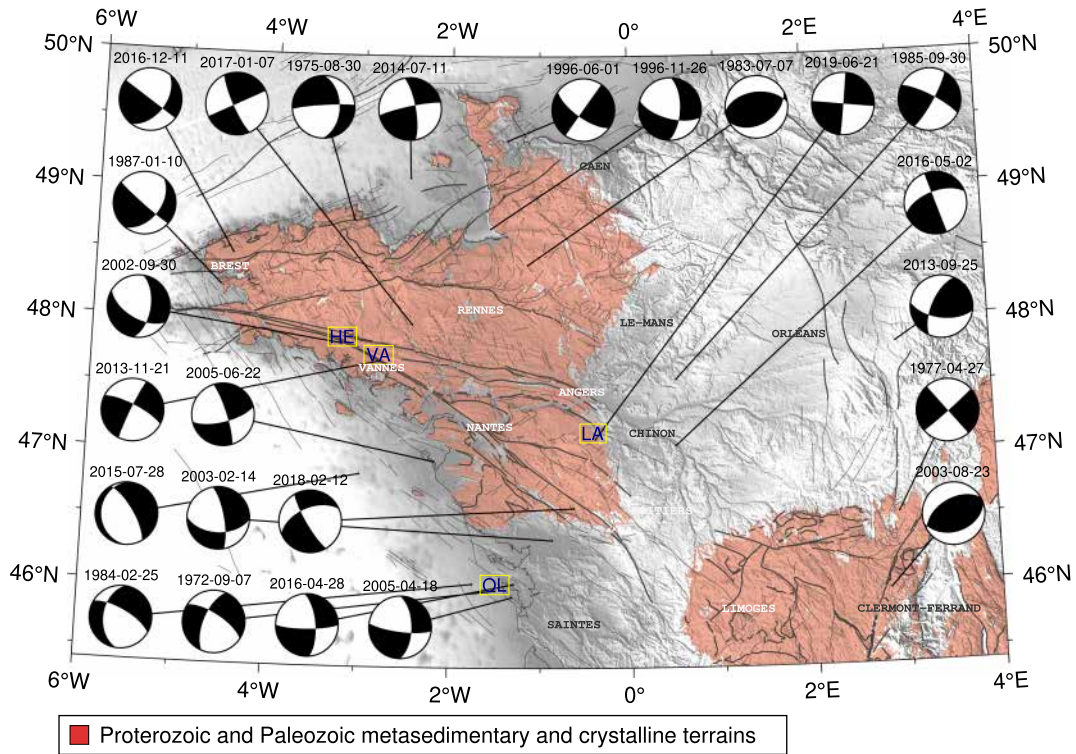 6°W 4°W 2°W 0° 2°E 4°E
50°N 50°N
2016-12-11 2017-01-07 1975-08-30 2014-07-11 1996-06-01 1996-11-26 1983-07-07 2019-06-21 1985-09-30
CAEN
49°N 49°N
1987-01-10 2016-05-02
BREST
2002-09-30 2013-09-25
48°N 48°N
RENNES
LE-MANS ORLEANS
HE
VA
VANNES
2013-11-21 2005-06-22 1977-04-27
ANGERS
NANTES
LA CHINON
47°N 47°N
2015-07-28 2003-02-14 2018-02-12 2003-08-23
46°N 46°N
1984-02-25 1972-09-07 2016-04-28 2005-04-18
OL
LIMOGES CLERMONT-FERRAND
SAINTES
6°W 4°W 2°W 0° 2°E 4°E
Proterozoic and Paleozoic metasedimentary and crystalline terrains